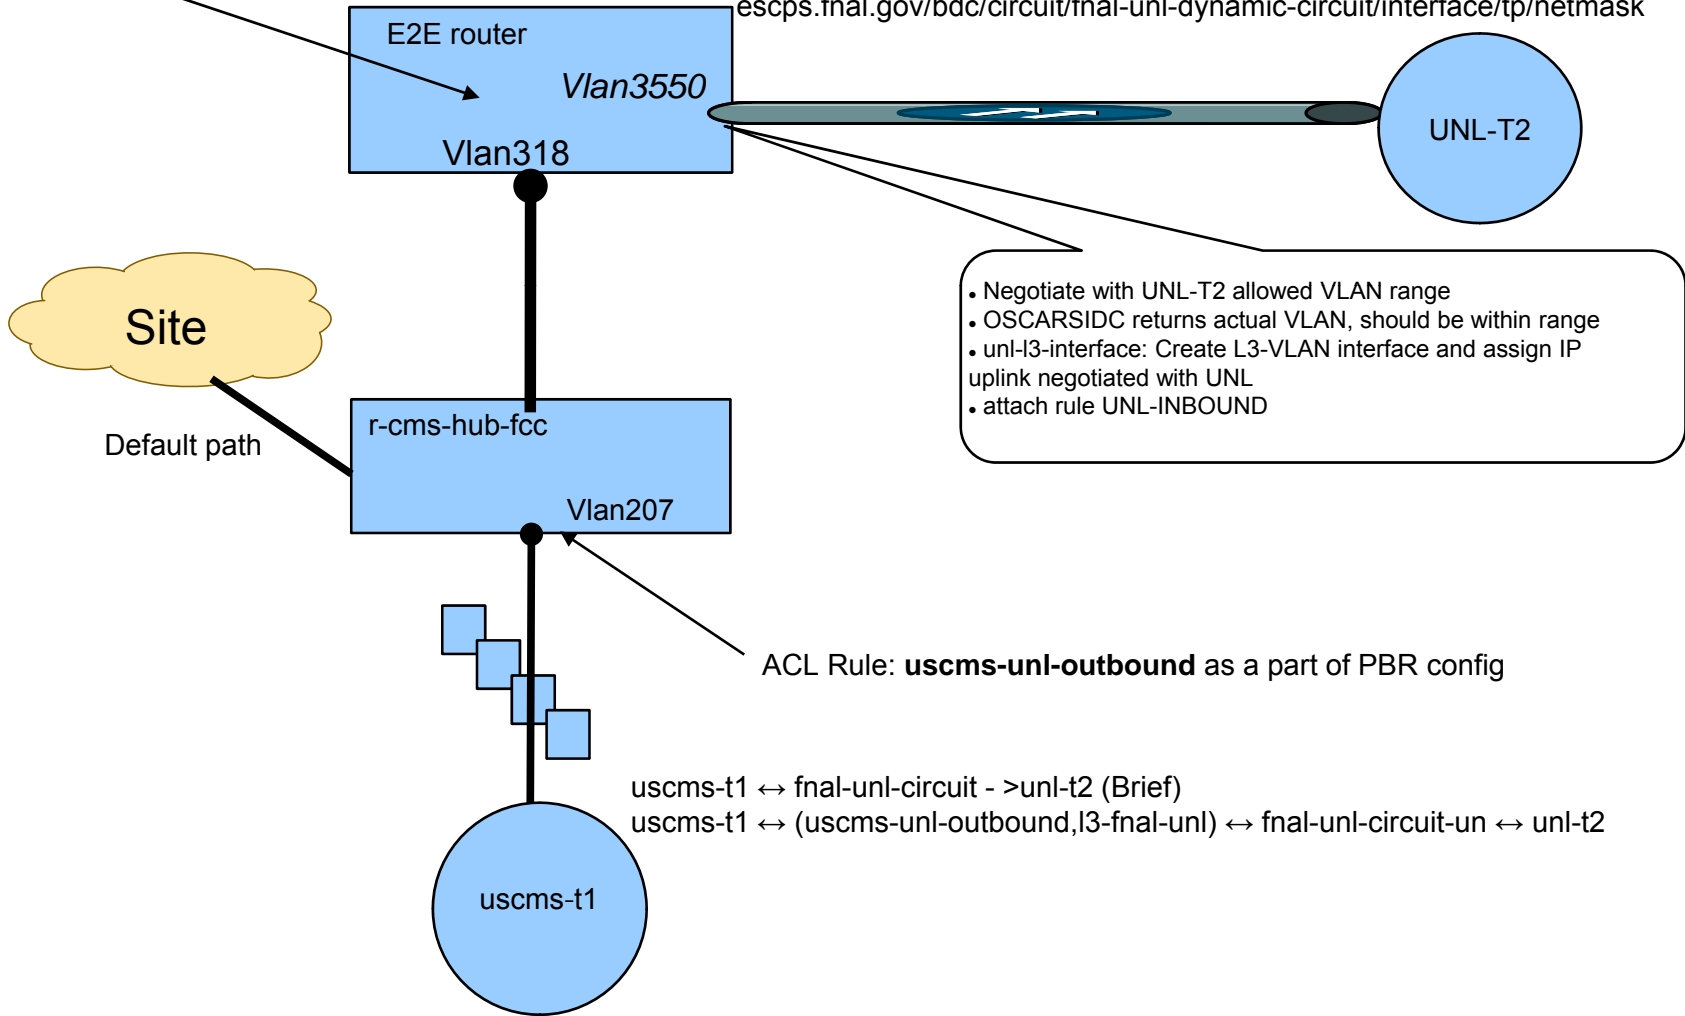 escps.fnal.gov/bdc/circuit/fnal-unl-dynamic-circuit/interface/tp/netmask
E2E router
Vlan3550
UNL-T2
Vlan318
• Negotiate with UNL-T2 allowed VLAN range
• OSCARSIDC returns actual VLAN, should be within range
• unl-l3-interface: Create L3-VLAN interface and assign IP
uplink negotiated with UNL
• attach rule UNL-INBOUND
Site
r-cms-hub-fcc
Default path
Vlan207
ACL Rule: uscms-unl-outbound as a part of PBR config
uscms-t1 ↔ fnal-unl-circuit - >unl-t2 (Brief)
uscms-t1 ↔ (uscms-unl-outbound,l3-fnal-unl) ↔ fnal-unl-circuit-un ↔ unl-t2
uscms-t1